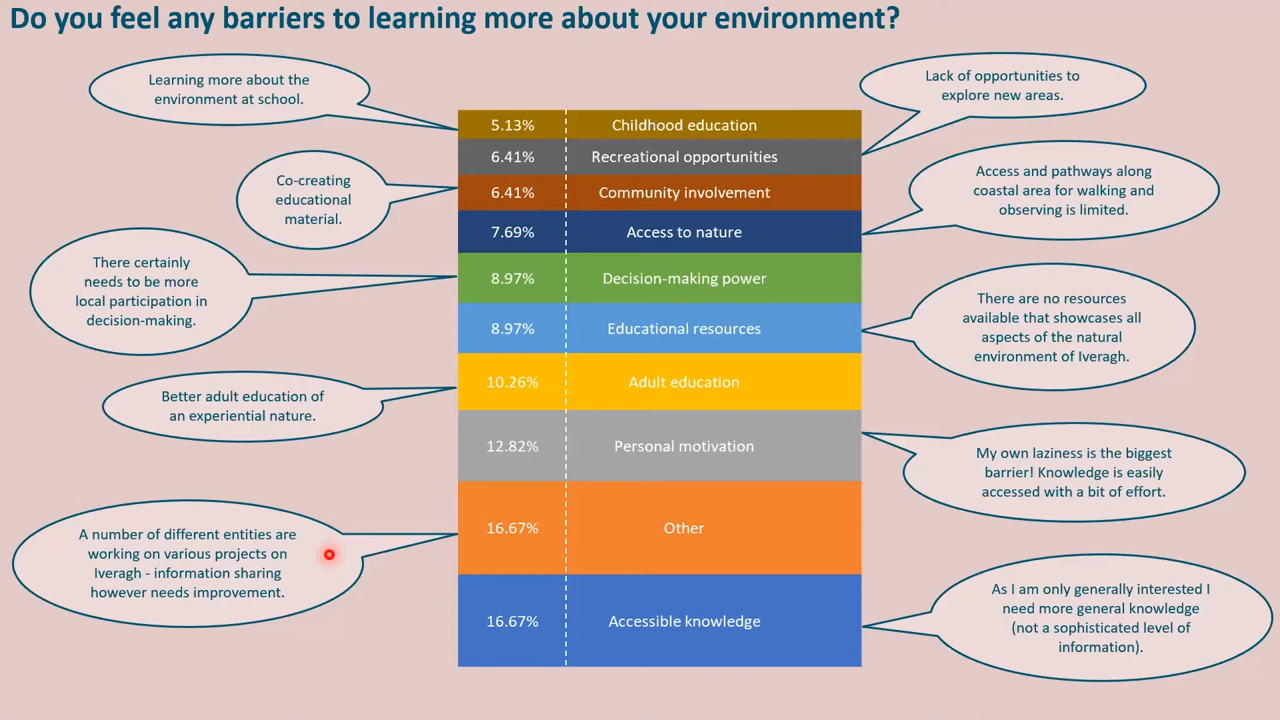 Do you feel any barriers to learning more about your environment?
Learning more about the
environment at school.
Co-creating
educational
material.
There certainly
needs to be more
local participation in
decision-making.
Better adult education of
an experiential nature.
A number of different entities are
working on various projects on
Iveragh - information sharing
however needs improvement.
5.13% Childhood education
6.41% Recreational opportunities
6.41% Community involvement
7.69% Access to nature
8.97% Decision-making power
8.97% Educational resources
10.26% Adult education
12.82% Personal motivation
16.67% Other
16.67% Accessible knowledge
Lack of opportunities to
explore new areas.
Access and pathways along
coastal area for walking and
observing is limited.
There are no resources
available that showcases all
aspects of the natural
environment of Iveragh.
My own laziness is the biggest
barrier! Knowledge is easily
accessed with a bit of effort.
As I am only generally interested I
need more general knowledge
(not a sophisticated level of
information).